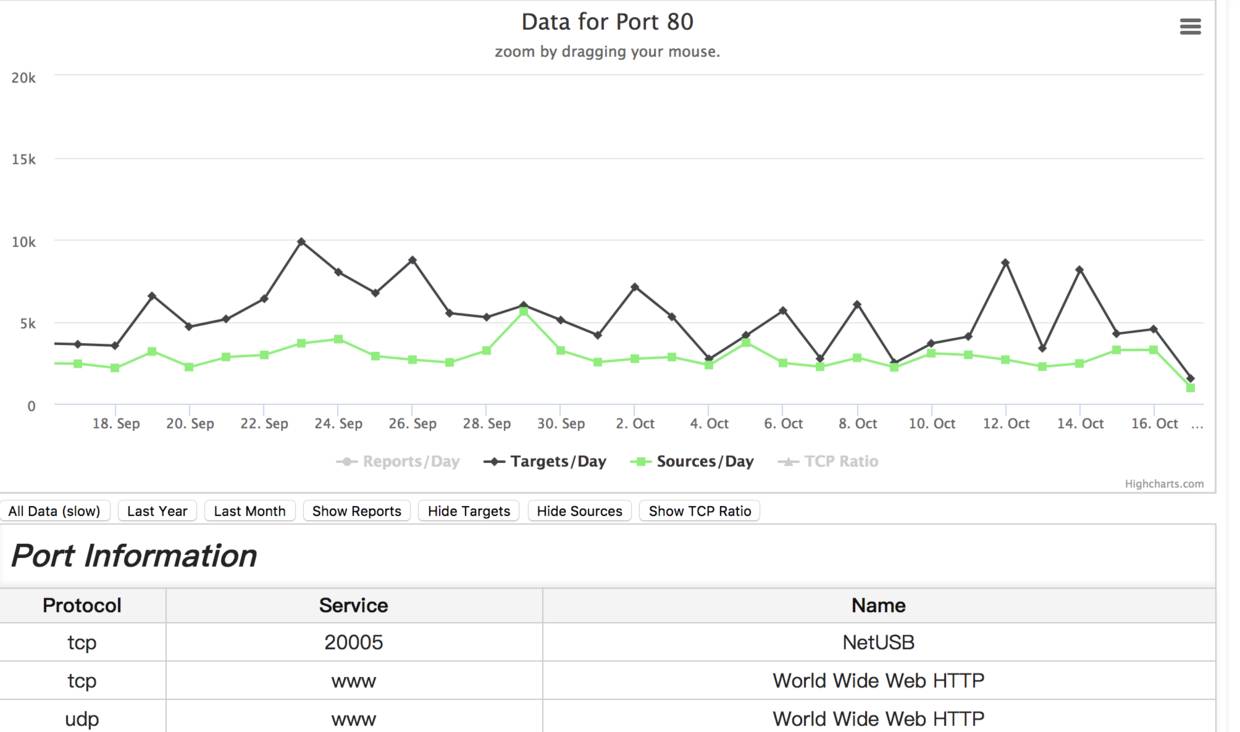 Data for Port 80
zoom by dragging your mouse.
20k
15k
10k
5k
0
18. Sep 20. Sep 22. Sep 24. Sep 26. Sep 28. Sep 30. Sep 2. Oct 4. Oct 6. Oct 8. Oct 10. Oct 12. Oct 14. Oct 16. Oct ...
Reports/Day Targets/Day Sources/Day TCP Ratio
Highcharts.com
All Data (slow) Last Year Last Month Show Reports Hide Targets Hide Sources Show TCP Ratio
Port Information
Protocol Service Name
tcp 20005 NetUSB
tcp www World Wide Web HTTP
udp www World Wide Web HTTP